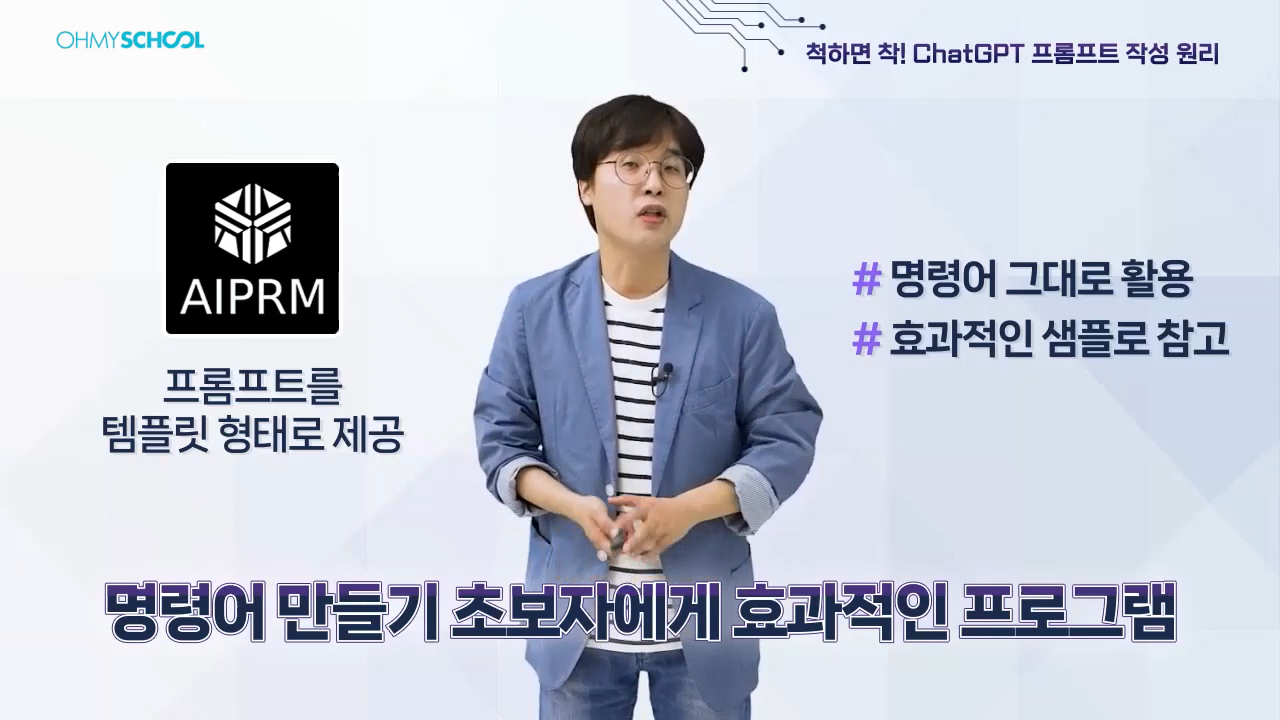 OHMYSCHOOL
척하면 착! ChatGPT 프롬프트 작성 원리
AIPRM
프롬프트를
템플릿 형태로 제공
# 명령어 그대로 활용
# 효과적인 샘플로 참고
명령어 만들기 초보자에게 효과적인 프로그램